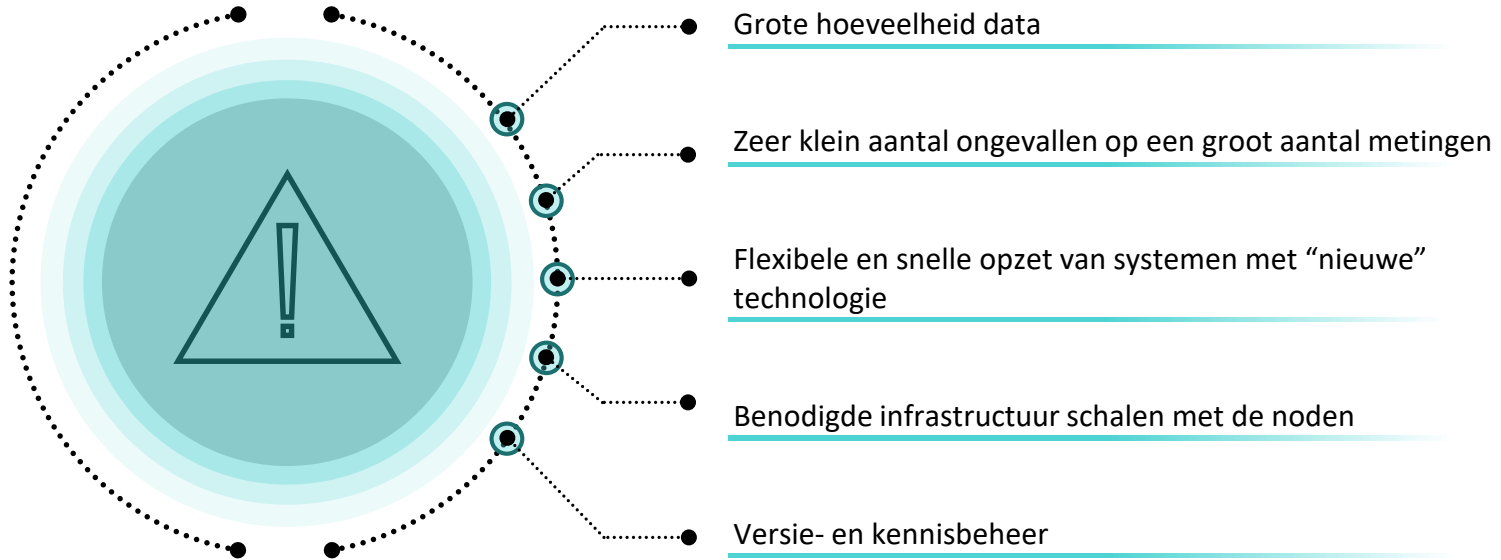 Grote hoeveelheid data
Zeer klein aantal ongevallen op een groot aantal metingen
Flexibele en snelle opzet van systemen met “nieuwe”
technologie
Benodigde infrastructuur schalen met de noden
Versie- en kennisbeheer